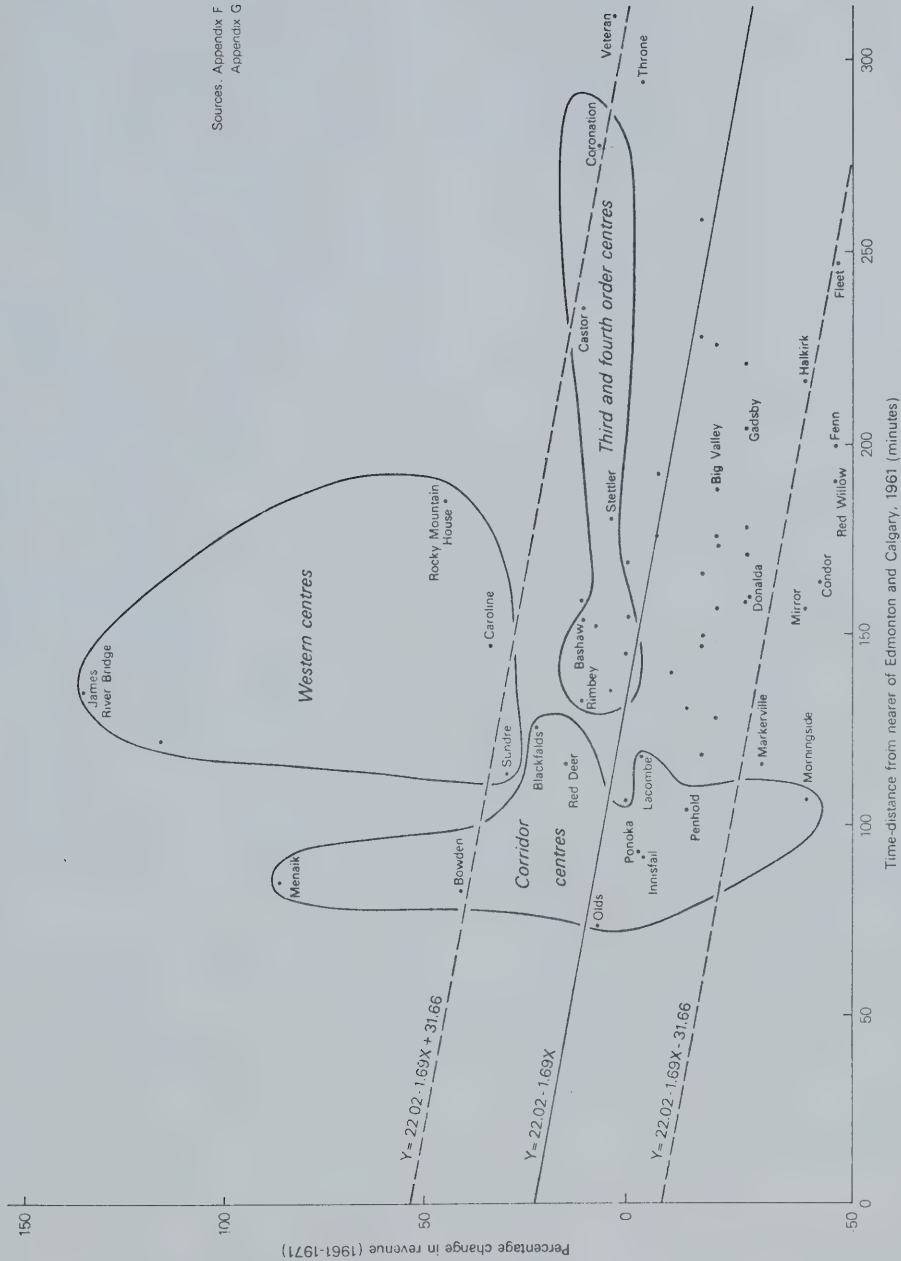 Sources. Appendix F
Appendix G
Percentage change in revenue (1961-1971)
150
100
50
0
50
James
River Bridge
Western centres
Rocky Mountain
House
Caroline
Sundre
Menaik
Bowden
Blackfalds
Red Deer
Corridor
centres
Olds
Ponoka
Innisfail
Lacombe
Penhold
Morningside
Markerville
Rimbey
Bashaw
Stettler
Third and fourth order centres
Castor
Coronation
Veteran
Throne
Mirror
Condor
Donalda
Big Valley
Gadsby
Red Willow
Fenn
Halkirk
Fleet
Y= 22.02 - 1.69X + 31.66
Y= 22.02 - 1.69X
Y= 22.02 - 1.69X - 31.66
0
50
100
150
200
250
300
Time-distance from nearer of Edmonton and Calgary, 1961 (minutes)